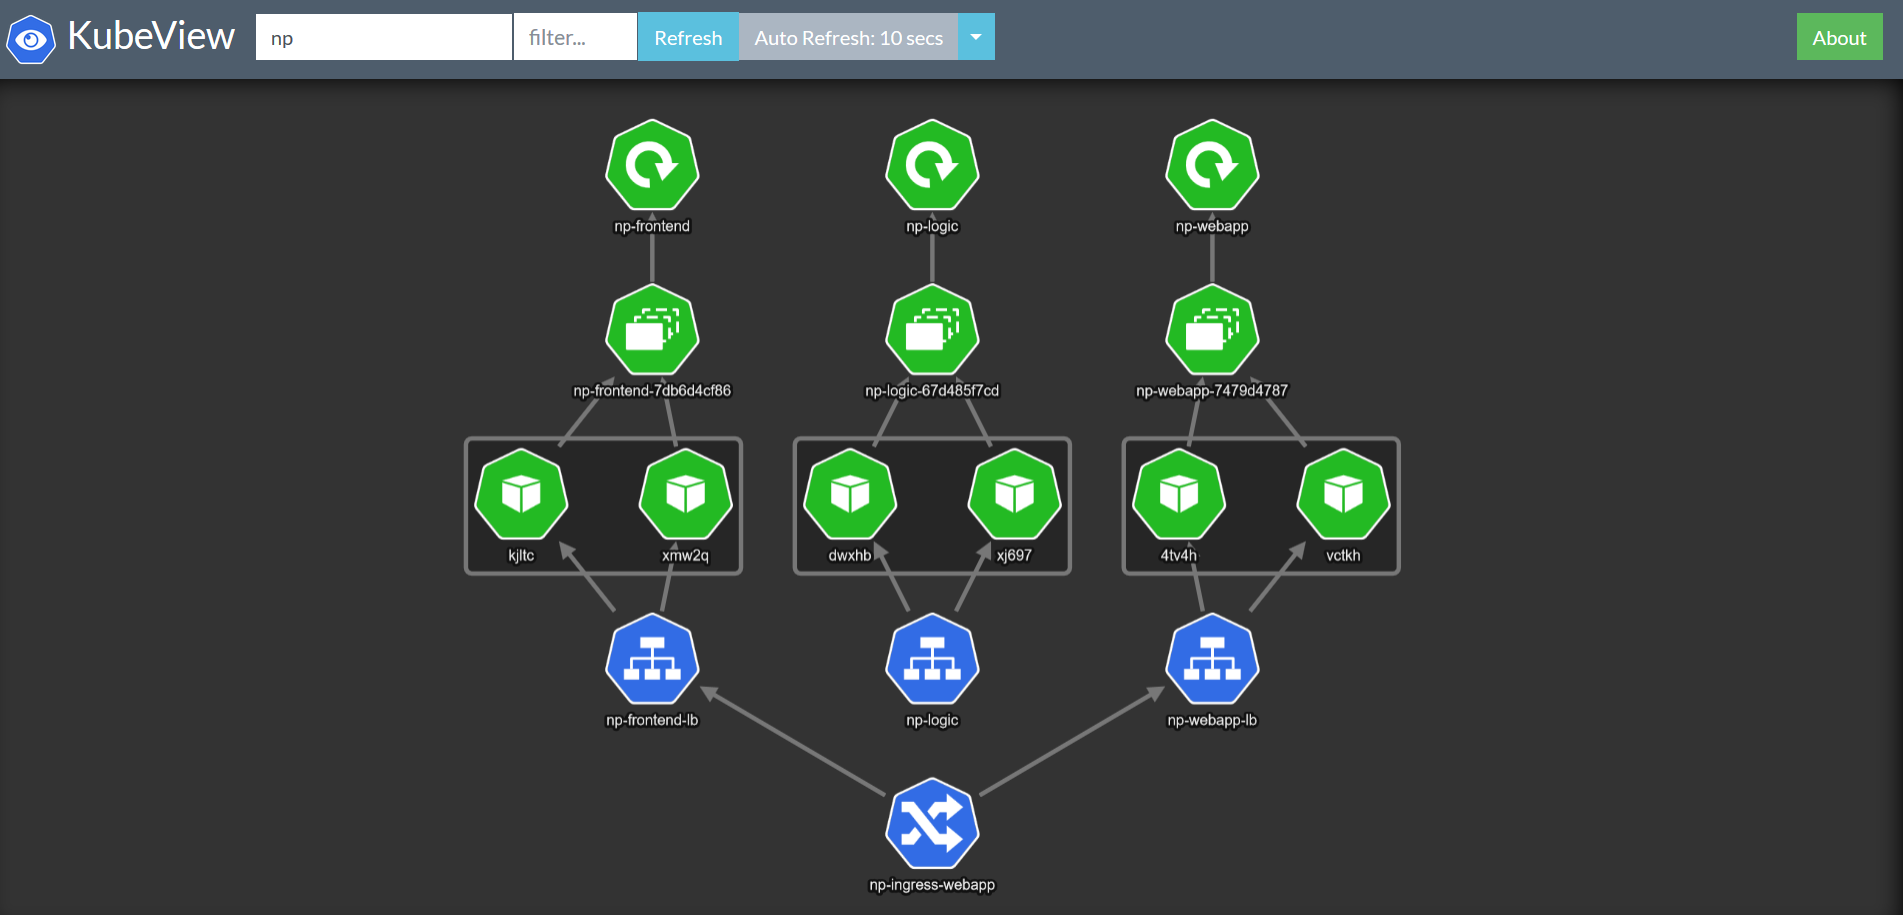 KubeView
np
filter...
Refresh
Auto Refresh: 10 secs
About
np-frontend
np-logic
np-webapp
np-frontend-7db6d4cf86
np-logic-67d485f7cd
np-webapp-7479d4787
kjltc
xmw2q
dwxhb
xj697
4tv4h
vctkh
np-frontend-lb
np-logic
np-webapp-lb
np-ingress-webapp